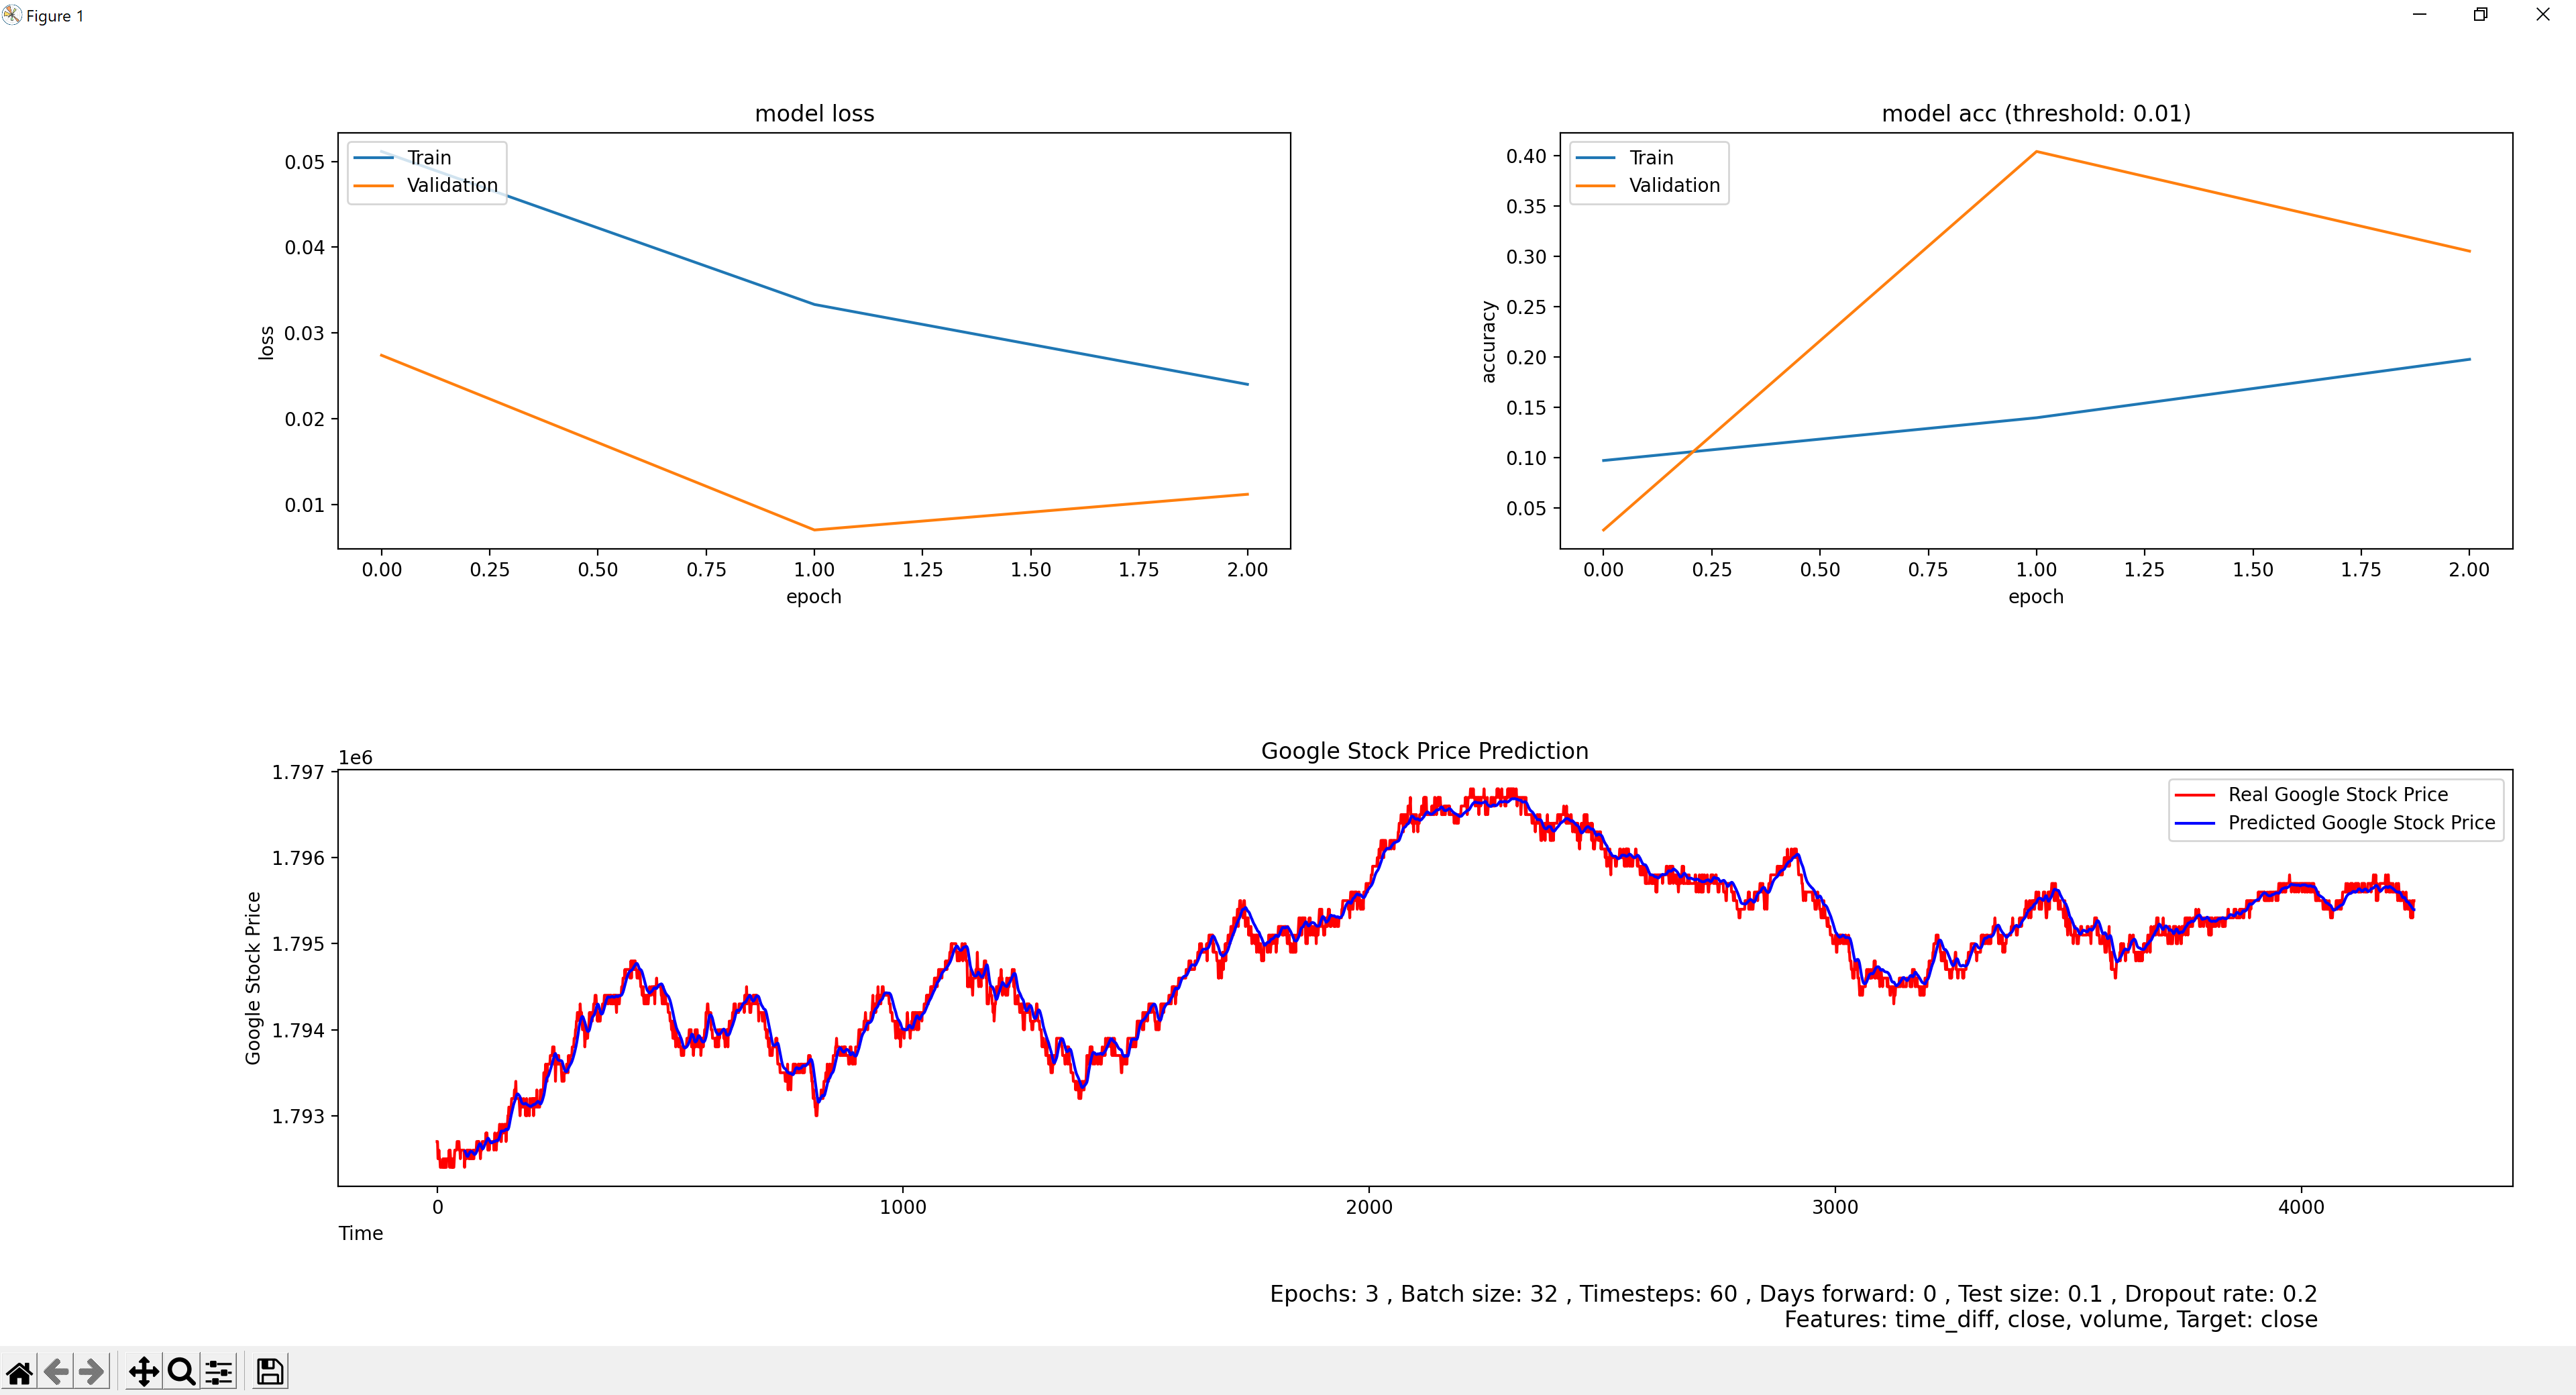 Figure 1
model loss
Train
Validation
0.05
0.04
0.03
0.02
0.01
loss
0.00 0.25 0.50 0.75 1.00 1.25 1.50 1.75 2.00
epoch
model acc (threshold: 0.01)
Train
Validation
0.40
0.35
0.30
0.25
0.20
0.15
0.10
0.05
accuracy
0.00 0.25 0.50 0.75 1.00 1.25 1.50 1.75 2.00
epoch
Google Stock Price Prediction
1e6
Real Google Stock Price
Predicted Google Stock Price
1.797
1.796
1.795
1.794
1.793
Google Stock Price
0 1000 2000 3000 4000
Time
Epochs: 3 , Batch size: 32 , Timesteps: 60 , Days forward: 0 , Test size: 0.1 , Dropout rate: 0.2
Features: time_diff, close, volume, Target: close